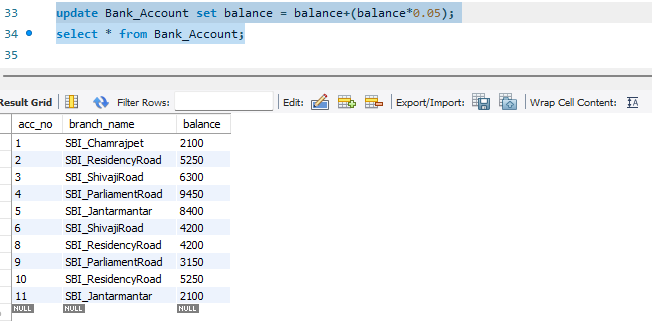 33 update Bank_Account set balance = balance+(balance*0.05);
34 select * from Bank_Account;
35
Result Grid Filter Rows: Edit: Export/Import: Wrap Cell Content:
acc_no branch_name balance
1 SBI_Chamrajpet 2100
2 SBI_ResidencyRoad 5250
3 SBI_ShivajiRoad 6300
4 SBI_ParliamentRoad 9450
5 SBI_Jantarmantar 8400
6 SBI_ShivajiRoad 4200
8 SBI_ResidencyRoad 4200
9 SBI_ParliamentRoad 3150
10 SBI_ResidencyRoad 5250
11 SBI_Jantarmantar 2100
NULL NULL NULL